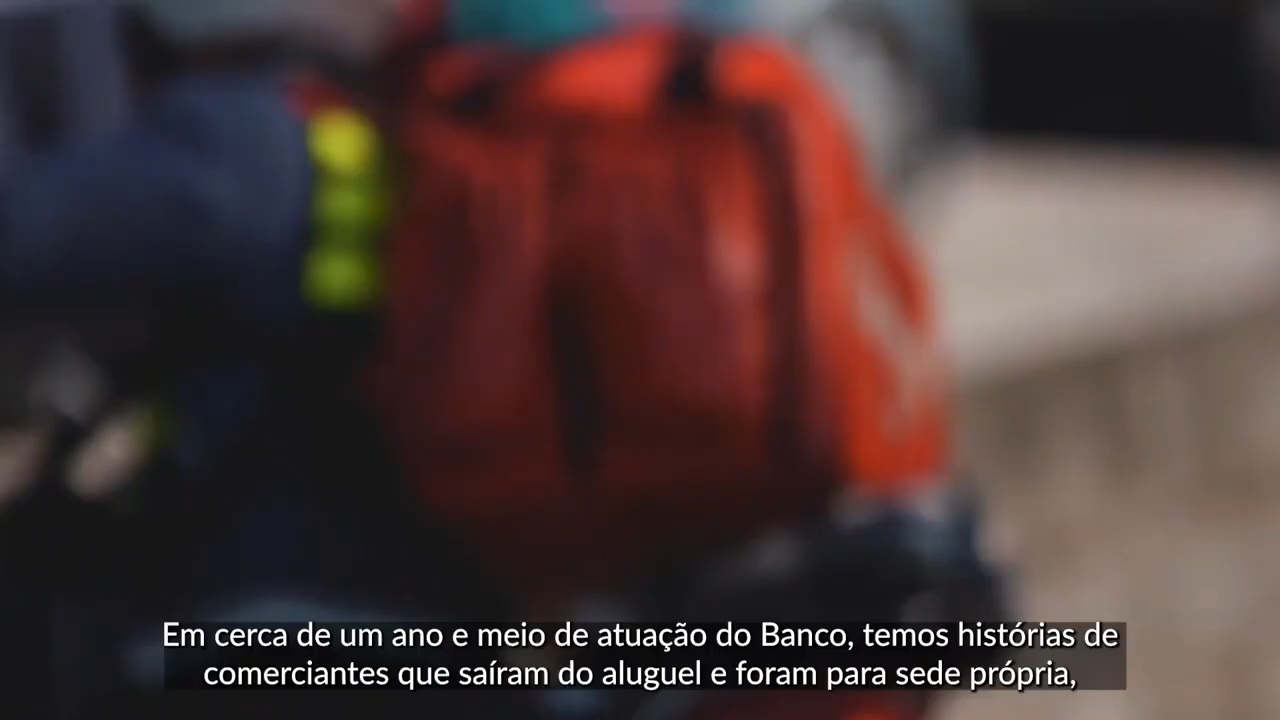 Em cerca de um ano e meio de atuação do Banco, temos histórias de
comerciantes que saíram do aluguel e foram para sede própria,